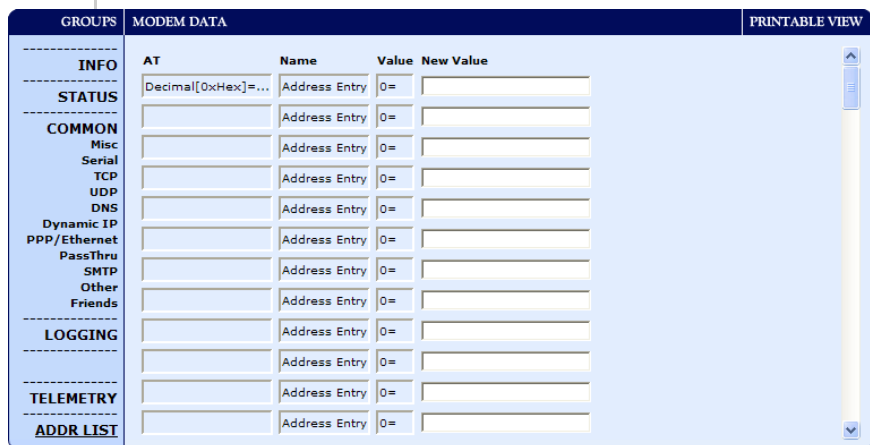 GROUPS MODEM DATA PRINTABLE VIEW
INFO
STATUS
COMMON
Misc
Serial
TCP
UDP
DNS
Dynamic IP
PPP/Ethernet
PassThru
SMTP
Other
Friends
LOGGING
TELEMETRY
ADDR LIST
AT Name Value New Value
Decimal[0xHex]=... Address Entry 0=
Address Entry 0=
Address Entry 0=
Address Entry 0=
Address Entry 0=
Address Entry 0=
Address Entry 0=
Address Entry 0=
Address Entry 0=
Address Entry 0=
Address Entry 0=
Address Entry 0=